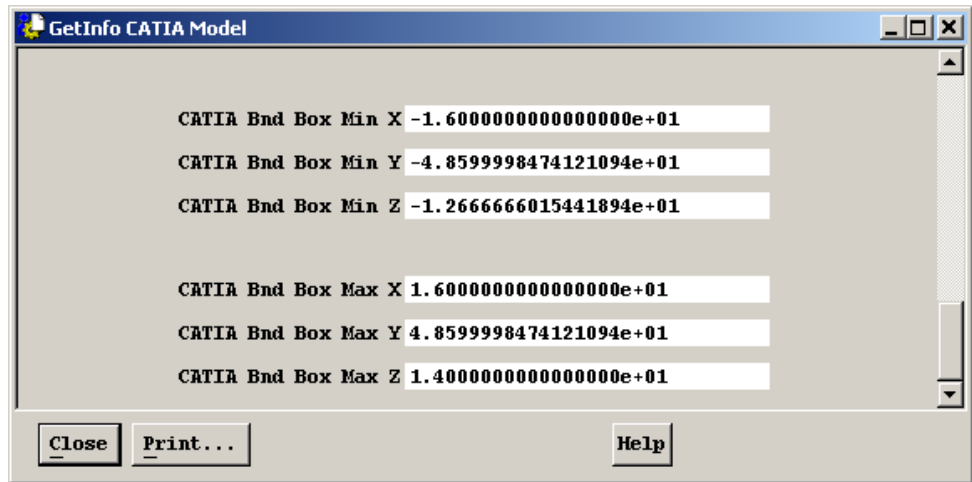 GetInfo CATIA Model
CATIA Bnd Box Min X -1.6000000000000000e+01
CATIA Bnd Box Min Y -4.8599998474121094e+01
CATIA Bnd Box Min Z -1.2666666015441894e+01
CATIA Bnd Box Max X 1.6000000000000000e+01
CATIA Bnd Box Max Y 4.8599998474121094e+01
CATIA Bnd Box Max Z 1.4000000000000000e+01
Close Print... Help